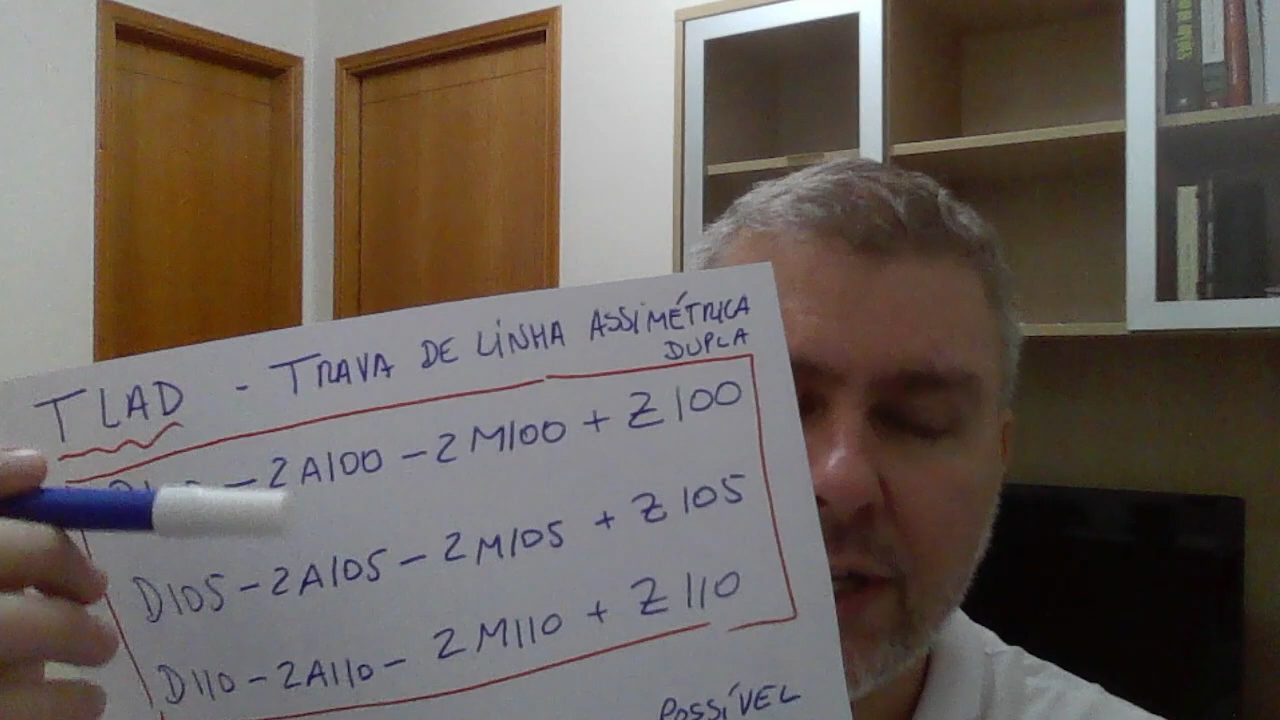 TLAD - TRAVA DE LINHA ASSIMÉTRICA
DUPLA
- 2A100 - 2M100 + Z100
D105 - 2A105 - 2M105 + Z105
D110 - 2A110 - 2M110 + Z110
POSSÍVEL